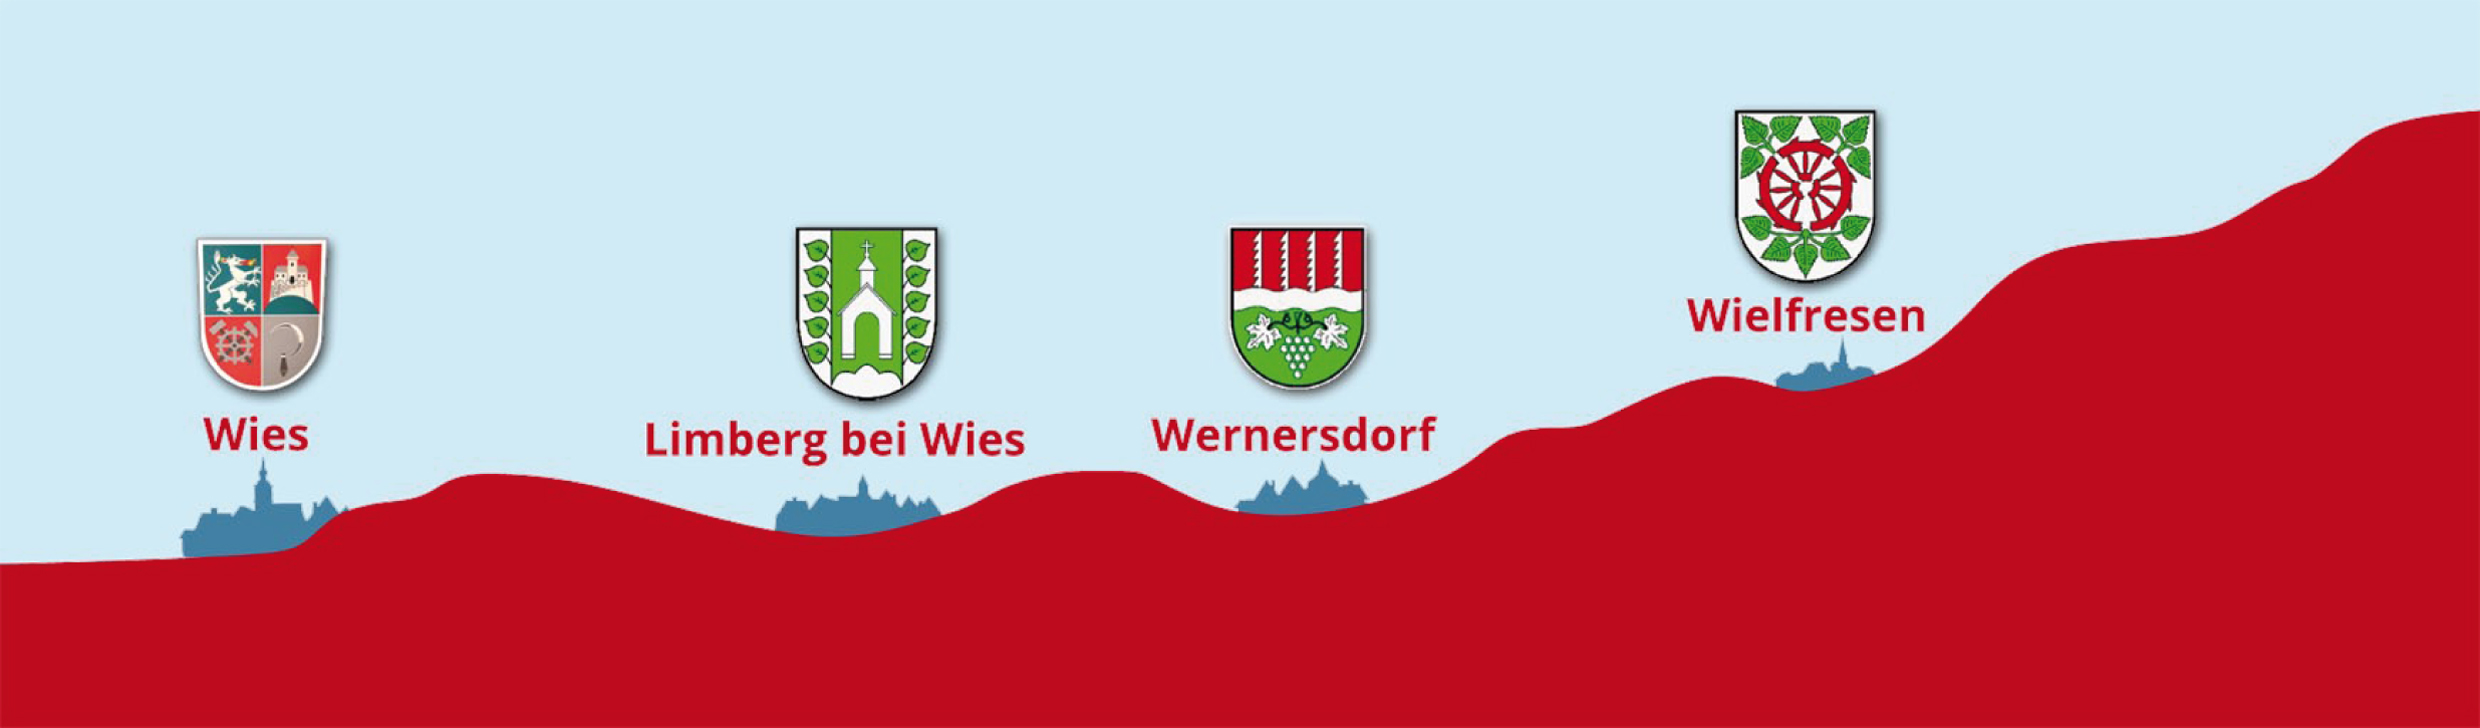 Wies
Limberg bei Wies
Wernersdorf
Wielfresen